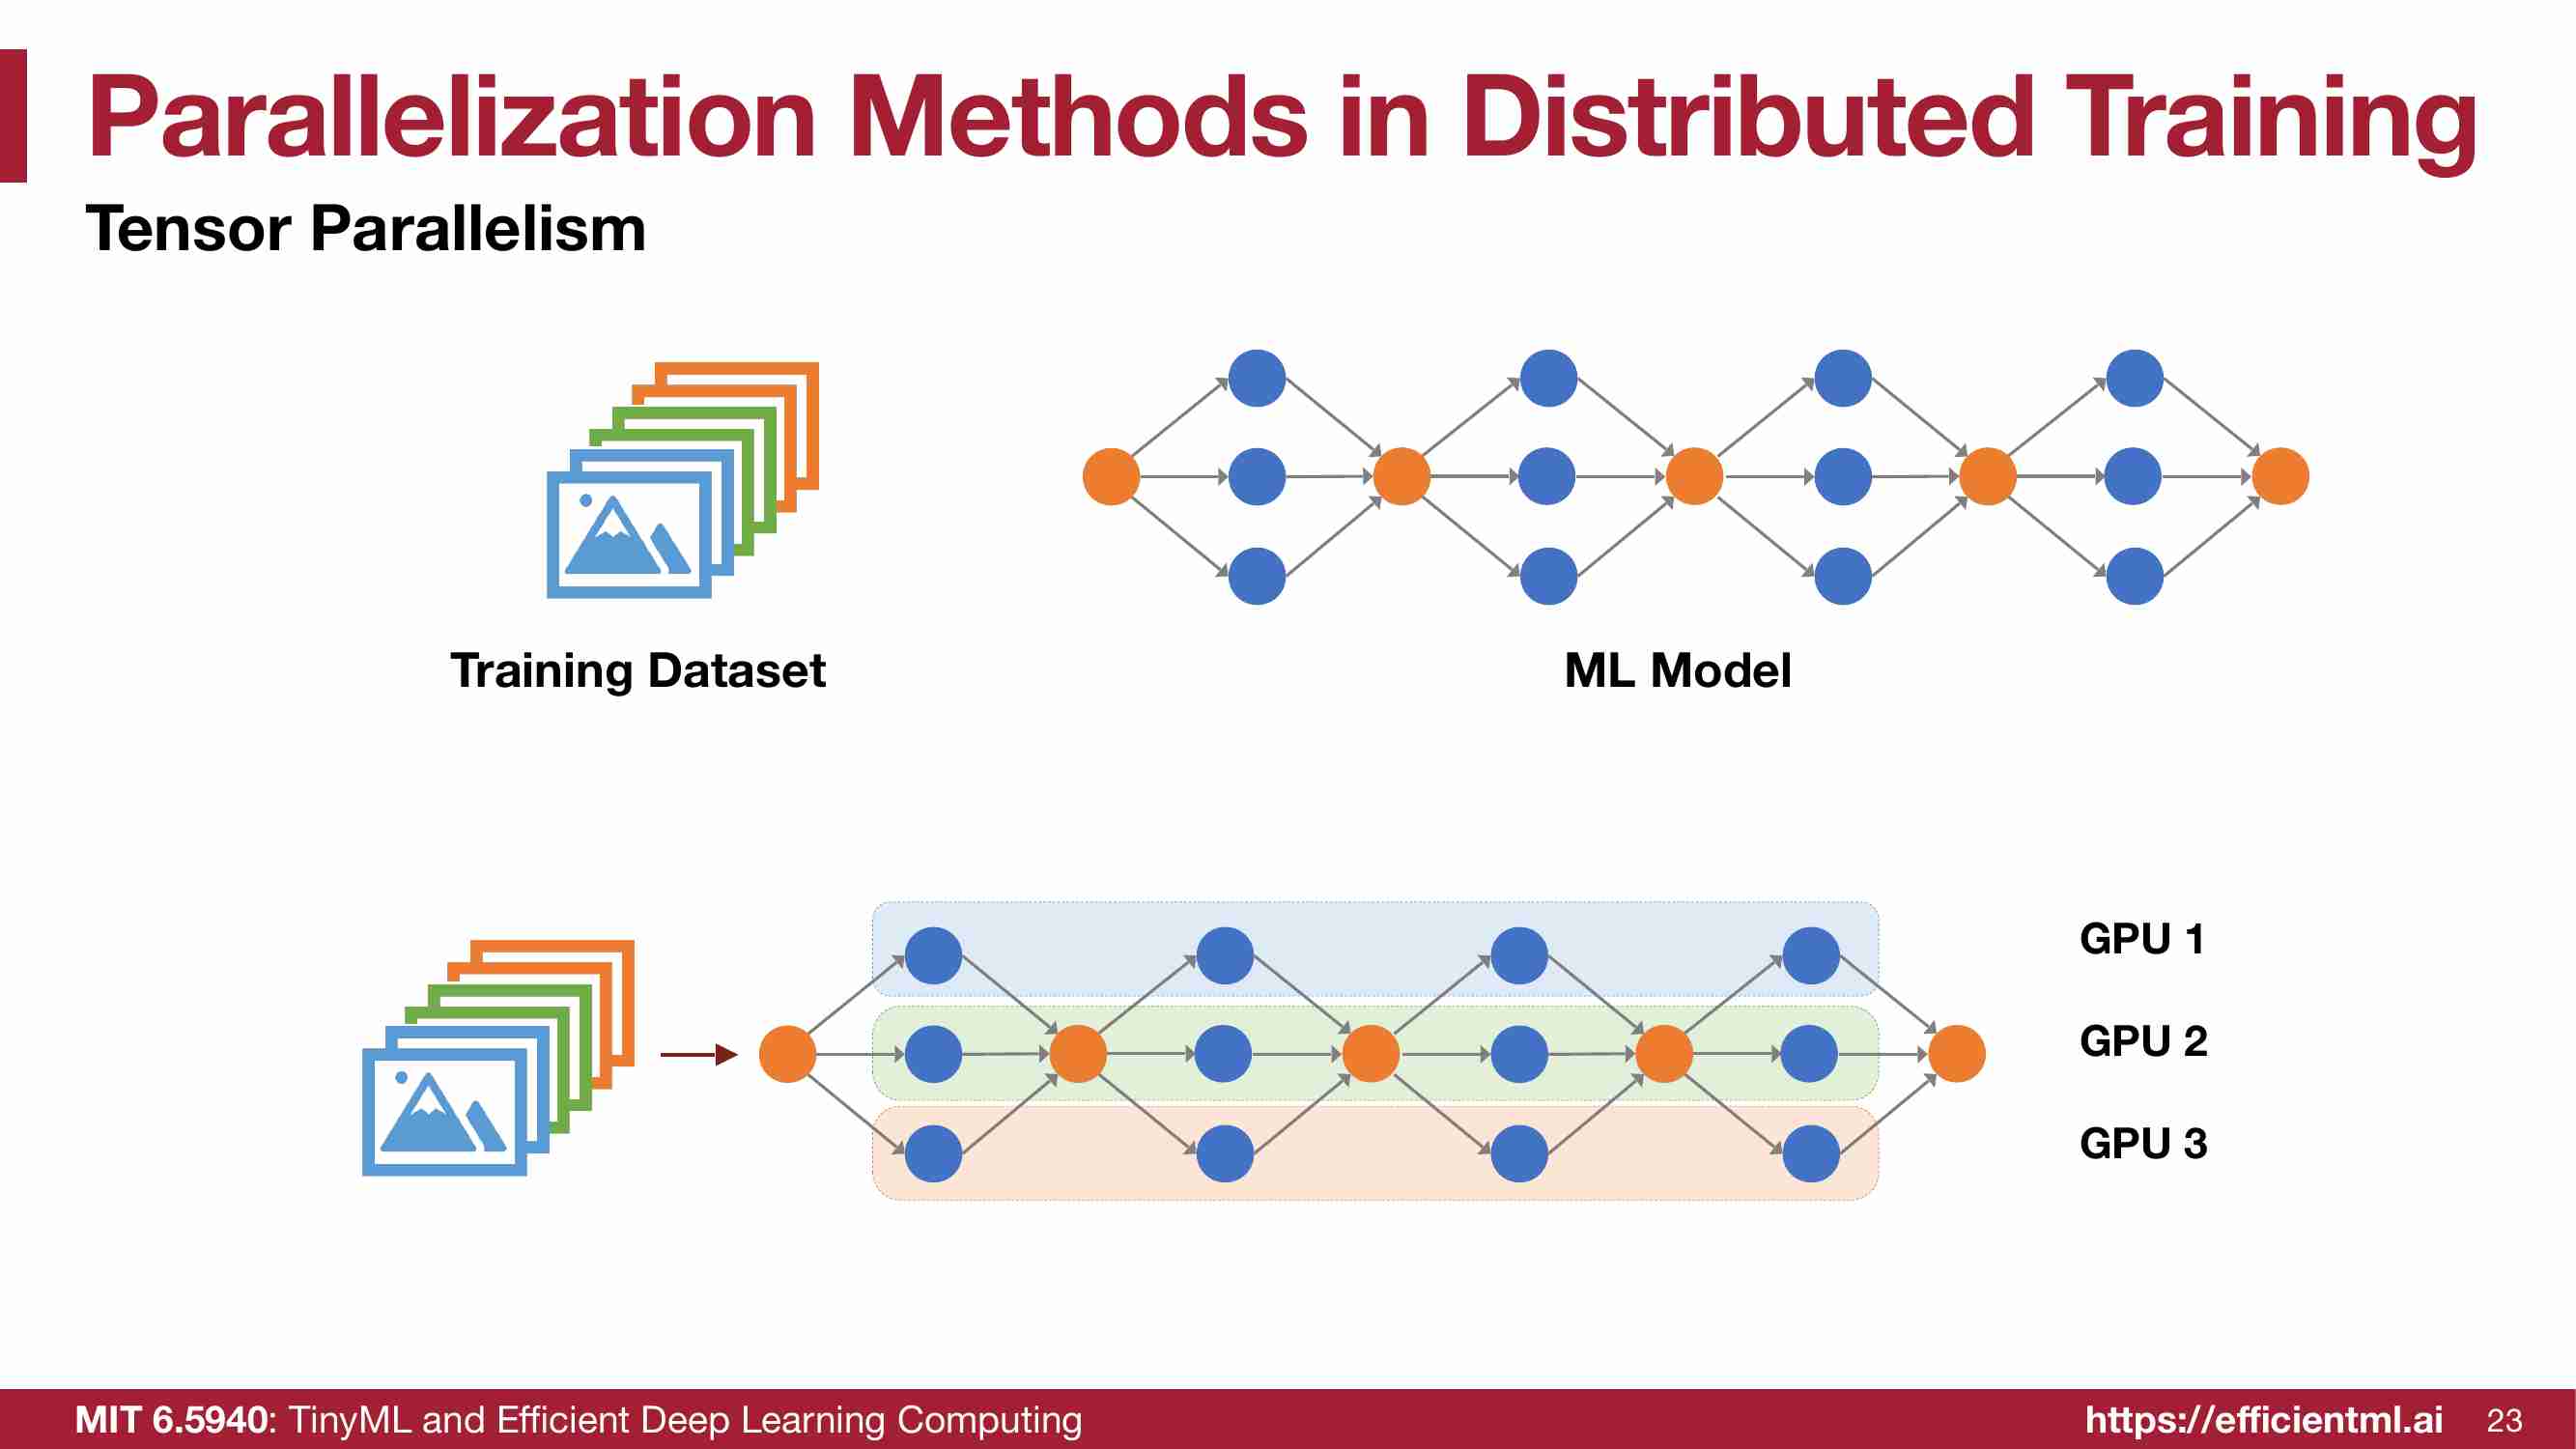 Parallelization Methods in Distributed Training
Tensor Parallelism
Training Dataset
ML Model
GPU 1
GPU 2
GPU 3
MIT 6.5940: TinyML and Efficient Deep Learning Computing
https://efficientml.ai 23